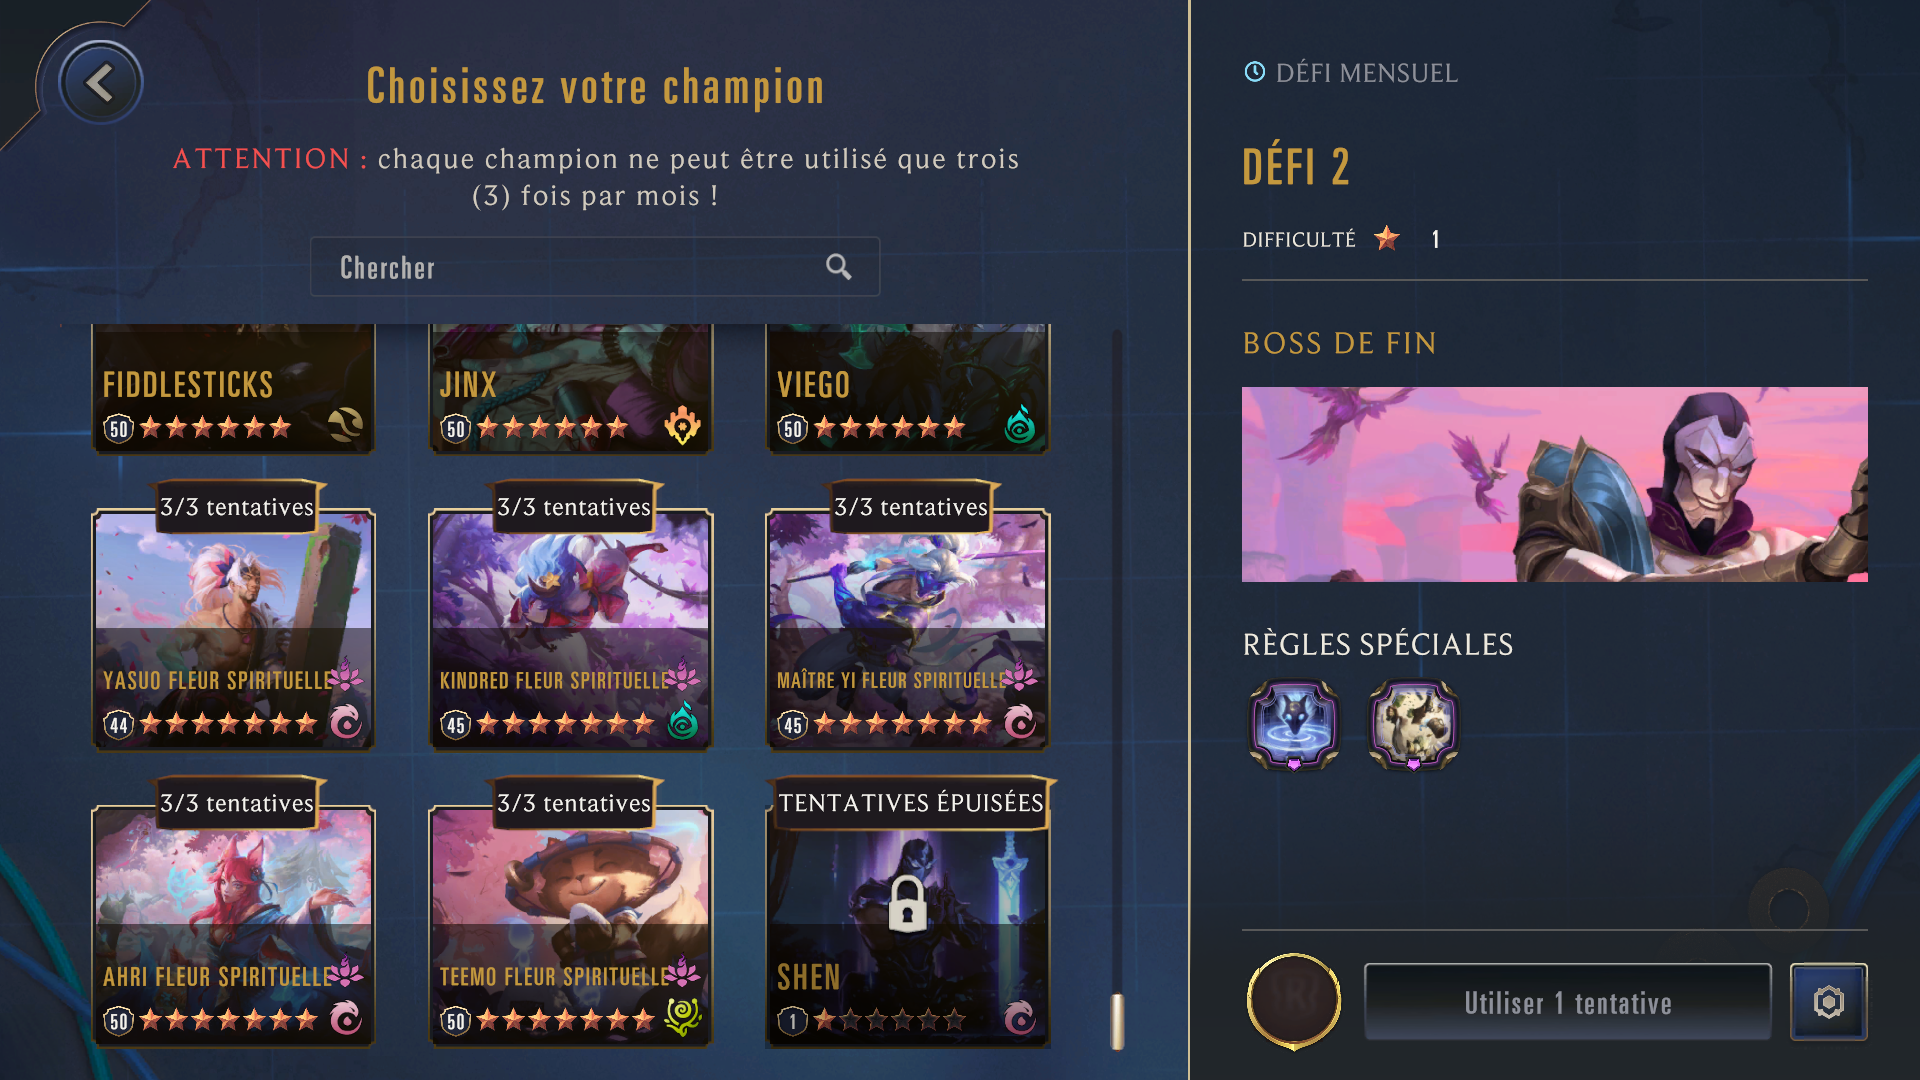 Choisissez votre champion
ATTENTION : chaque champion ne peut être utilisé que trois
(3) fois par mois !
Chercher
FIDDLESTICKS
50
JINX
50
VIEGO
50
3/3 tentatives
YASUO FLEUR SPIRITUELLE
44
3/3 tentatives
KINDRED FLEUR SPIRITUELLE
45
3/3 tentatives
MAÎTRE YI FLEUR SPIRITUELLE
45
3/3 tentatives
AHRI FLEUR SPIRITUELLE
50
3/3 tentatives
TEEMO FLEUR SPIRITUELLE
50
TENTATIVES ÉPUISÉES
SHEN
1
DÉFI MENSUEL
DÉFI 2
DIFFICULTÉ 1
BOSS DE FIN
RÈGLES SPÉCIALES
Utiliser 1 tentative